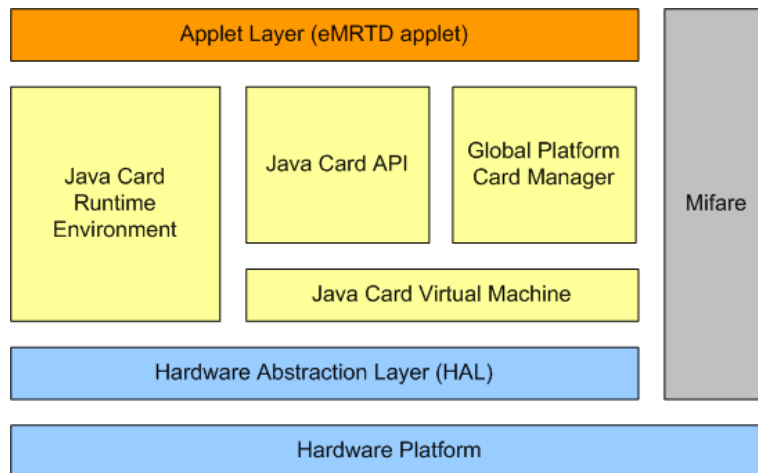 Applet Layer (eMRTD applet)
Java Card
Runtime
Environment
Java Card API
Global Platform
Card Manager
Mifare
Java Card Virtual Machine
Hardware Abstraction Layer (HAL)
Hardware Platform